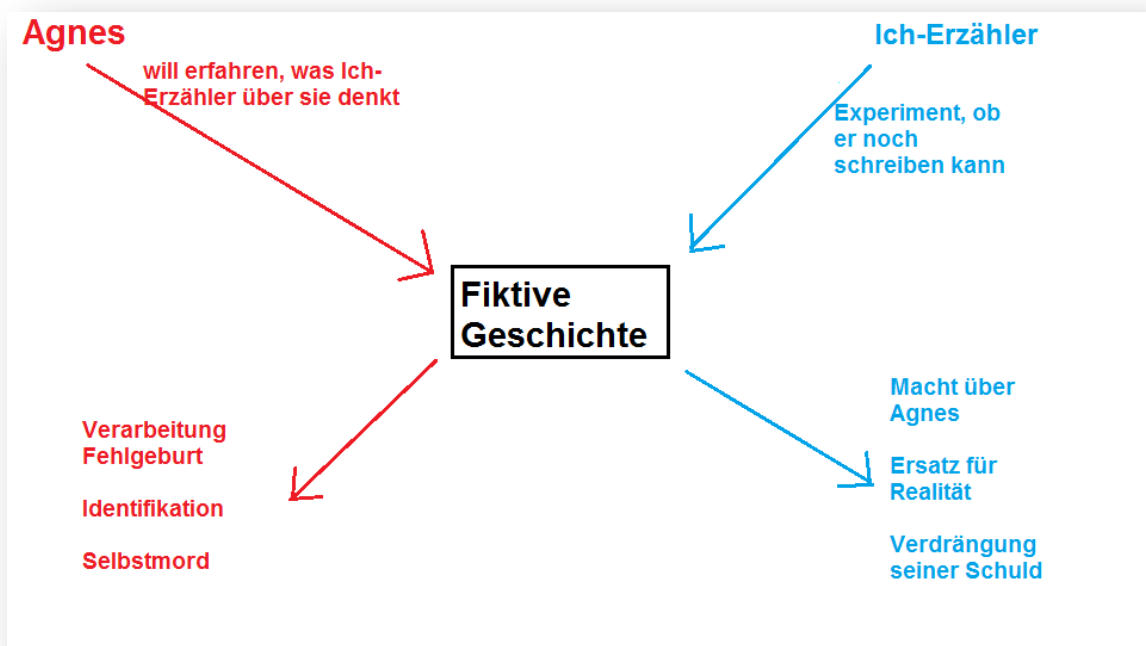 Agnes
will erfahren, was Ich-
Erzähler über sie denkt
Ich-Erzähler
Experiment, ob
er noch
schreiben kann
Fiktive
Geschichte
Verarbeitung
Fehlgeburt
Identifikation
Selbstmord
Macht über
Agnes
Ersatz für
Realität
Verdrängung
seiner Schuld